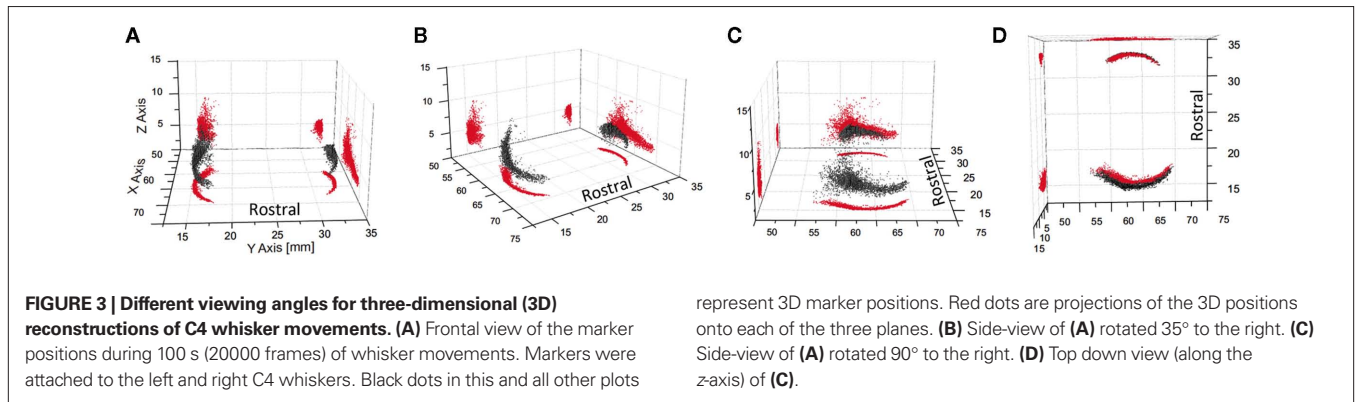 A
B
C
D
15
10
5
Z Axis
50
60
70
X Axis
Rostral
15
20
25
30
35
Y Axis [mm]
15
10
5
50
55
60
65
70
75
Rostral
15
20
25
30
35
15
10
5
Rostral
35
30
25
20
15
50
55
60
65
70
75
35
30
25
20
15
Rostral
5
10
15
50
55
60
65
70
75
FIGURE 3 | Different viewing angles for three-dimensional (3D)
reconstructions of C4 whisker movements. (A) Frontal view of the marker
positions during 100 s (20000 frames) of whisker movements. Markers were
attached to the left and right C4 whiskers. Black dots in this and all other plots
represent 3D marker positions. Red dots are projections of the 3D positions
onto each of the three planes. (B) Side-view of (A) rotated 35° to the right. (C)
Side-view of (A) rotated 90° to the right. (D) Top down view (along the
z-axis) of (C).